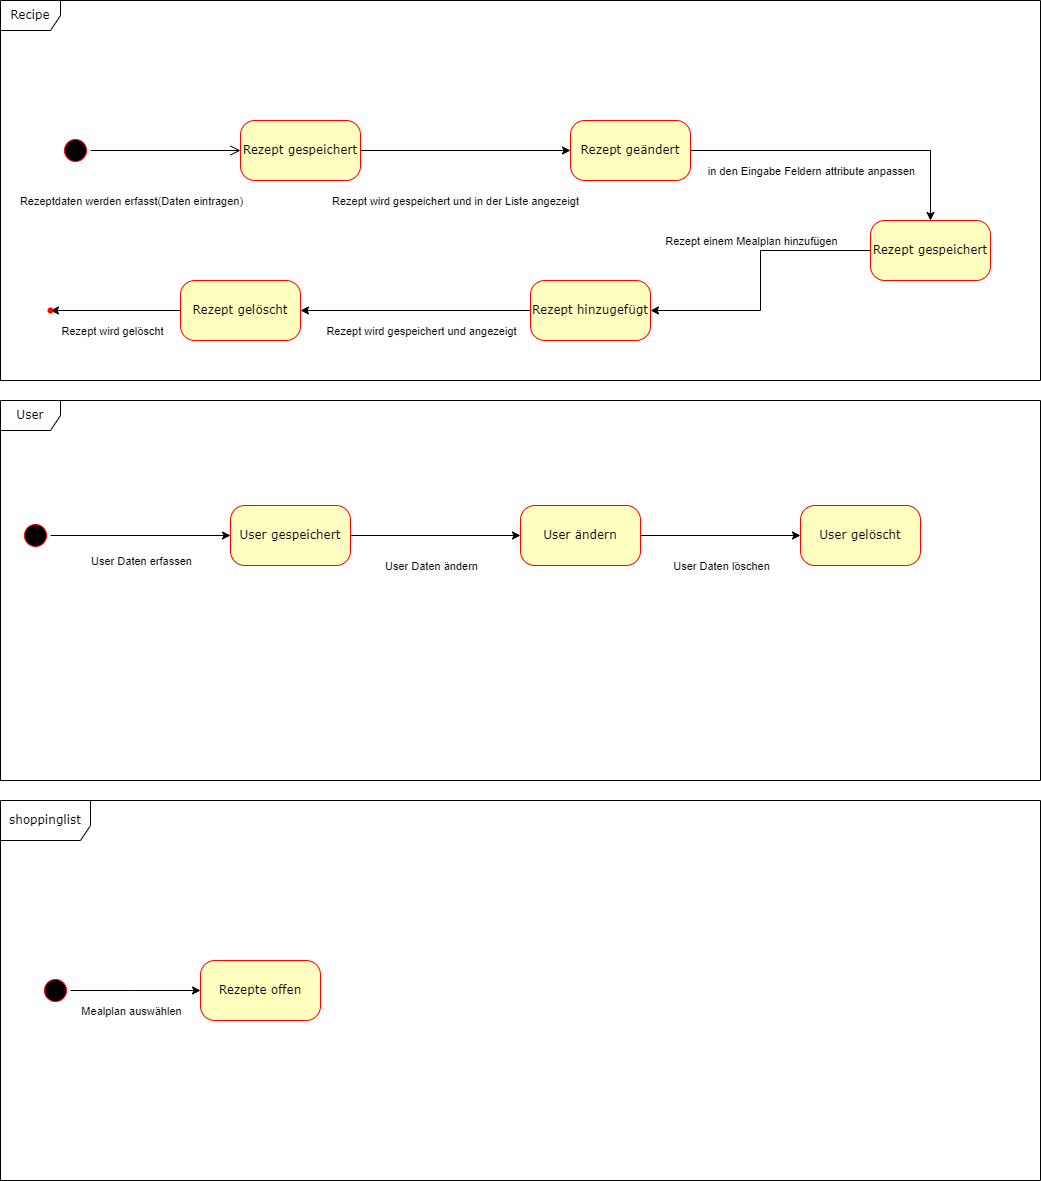 Recipe
Rezept gespeichert
Rezept geändert
in den Eingabe Feldern attribute anpassen
Rezeptdaten werden erfasst(Daten eintragen)
Rezept wird gespeichert und in der Liste angezeigt
Rezept einem Mealplan hinzufügen
Rezept gespeichert
Rezept gelöscht
Rezept hinzugefügt
Rezept wird gelöscht
Rezept wird gespeichert und angezeigt
User
User gespeichert
User ändern
User gelöscht
User Daten erfassen
User Daten ändern
User Daten löschen
shoppinglist
Rezepte offen
Mealplan auswählen